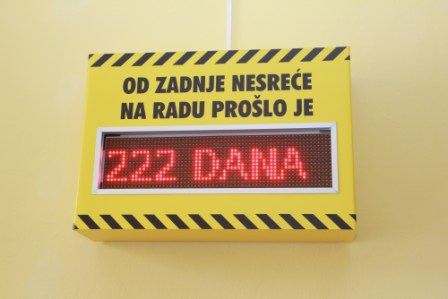 OD ZADNJE NESREĆE
NA RADU PROŠLO JE
222 DANA